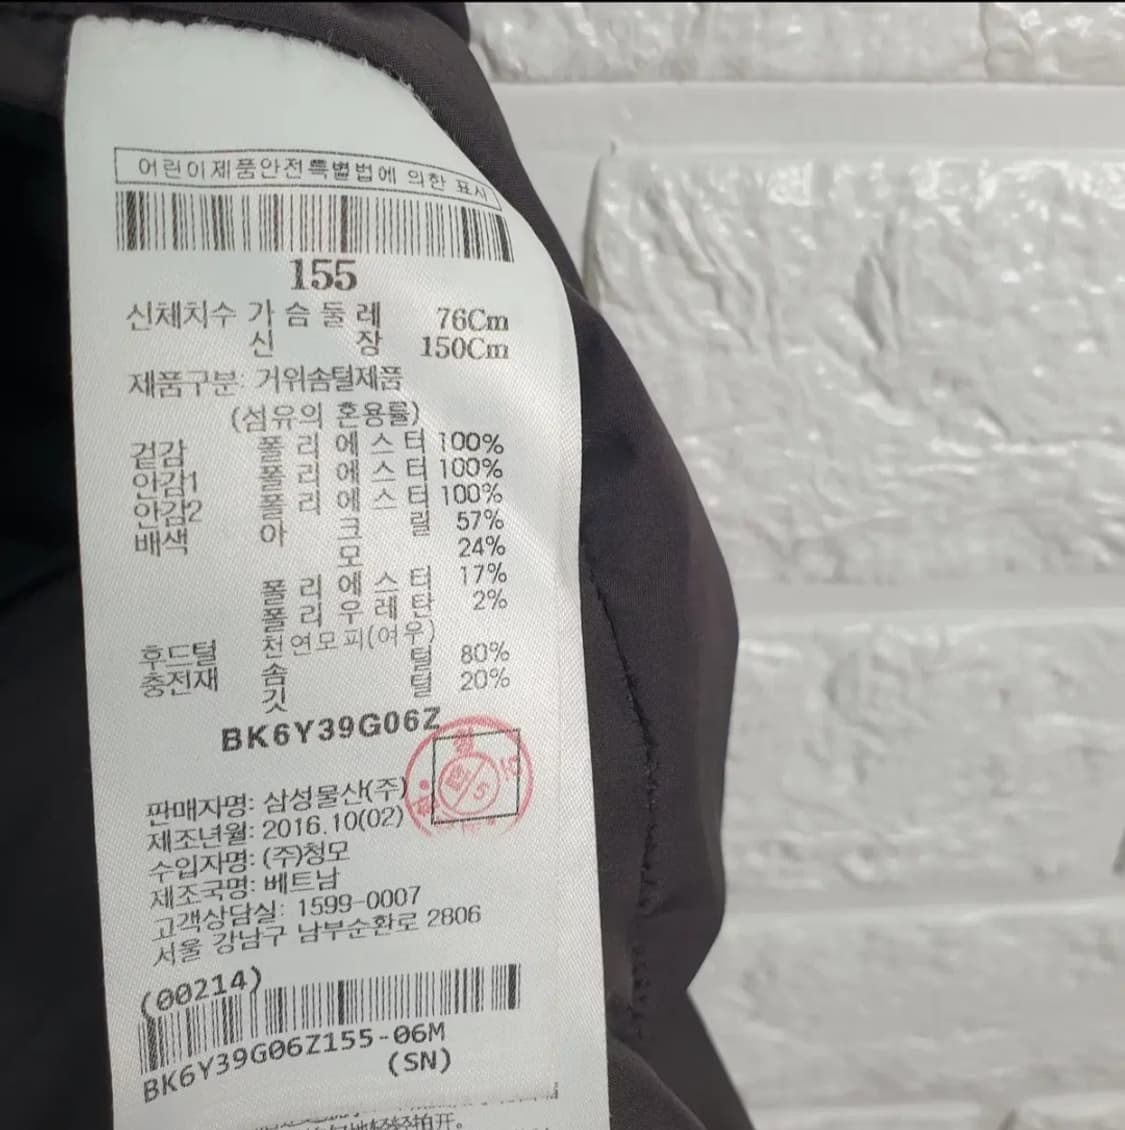 어린이제품안전특별법에 의한 표시
155
신체치수 가 슴 둘 레 76Cm
신 장 150Cm
제품구분: 거위솜털제품
(섬유의 혼용률)
겉감 폴 리 에 스 터 100%
안감1 폴 리 에 스 터 100%
안감2 폴 리 에 스 터 100%
배색 아 크 릴 57%
모 24%
폴 리 에 스 터 17%
폴 리 우 레 탄 2%
후드털 천연모피(여우)
충전재 솜 털 80%
깃 털 20%
BK6Y39G06Z
판매자명: 삼성물산(주)
제조년월: 2016.10(02)
수입자명: (주)청모
제조국명: 베트남
고객상담실: 1599-0007
서울 강남구 남부순환로 2806
(00214)
BK6Y39G06Z155-06M
(SN)